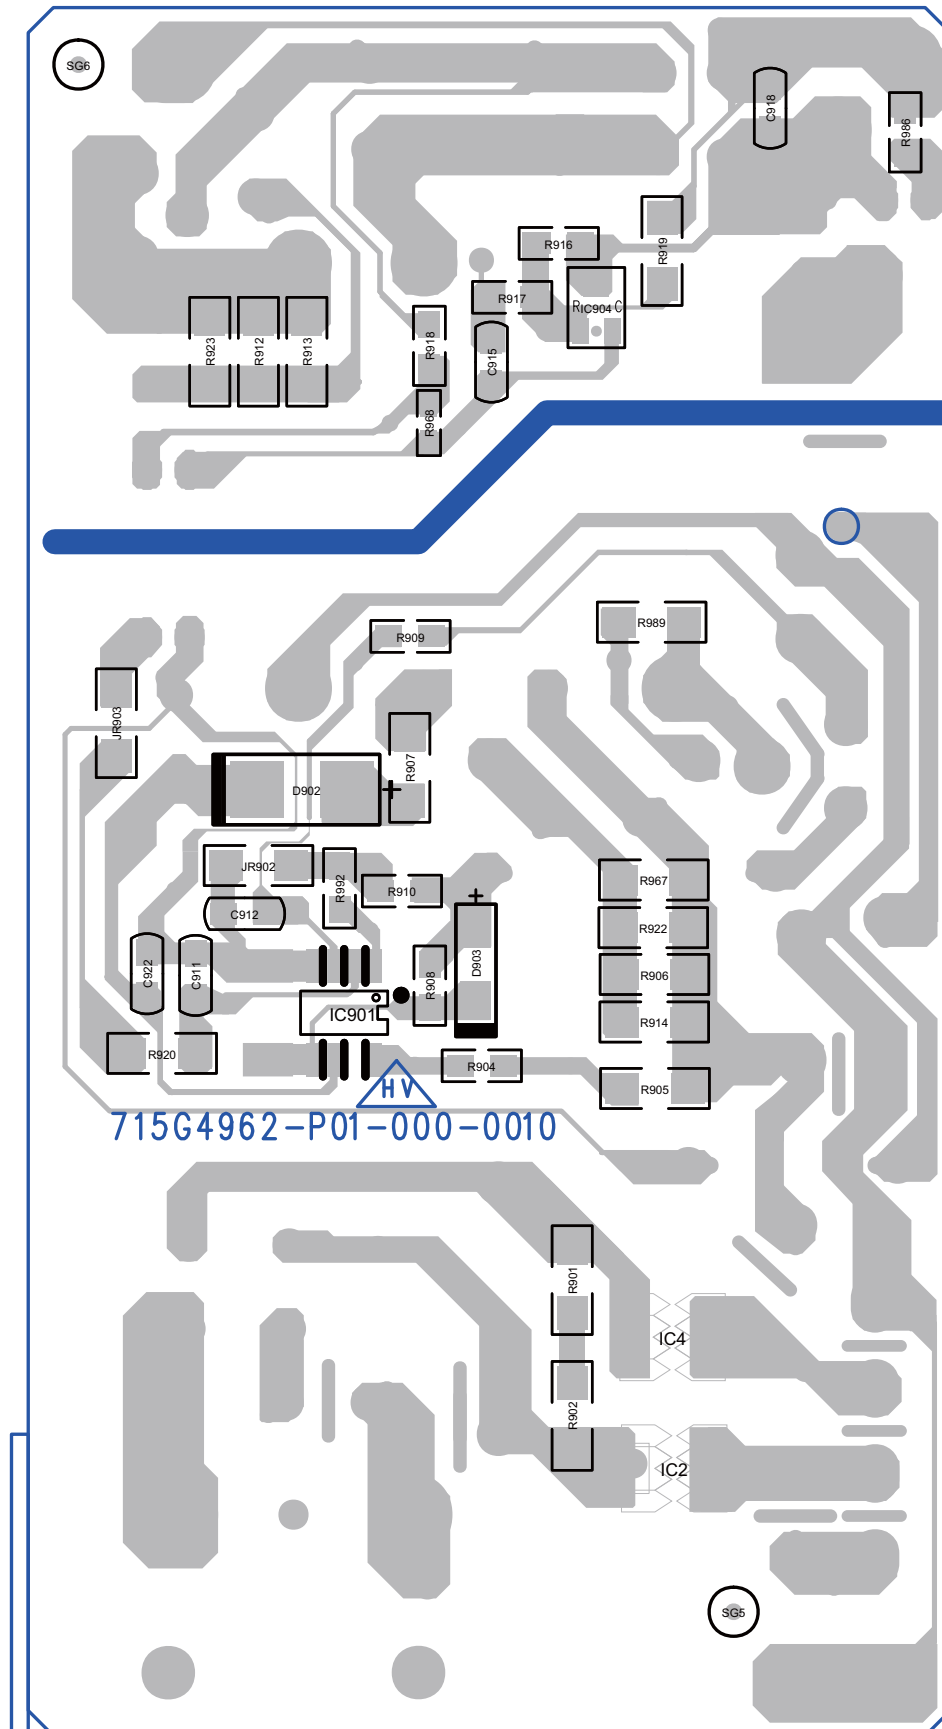 SG6
C918
R986
R916
R919
R917
RIC904 C
R923
R912
R913
R918
C915
R968
R909
R989
JR903
R907
D902
+
JR902
R992
R910
R967
+
C912
R922
C922
C911
R908
D903
R906
IC901
R914
R920
R904
R905
HV
715G4962-P01-000-0010
R901
IC4
R902
IC2
SG5